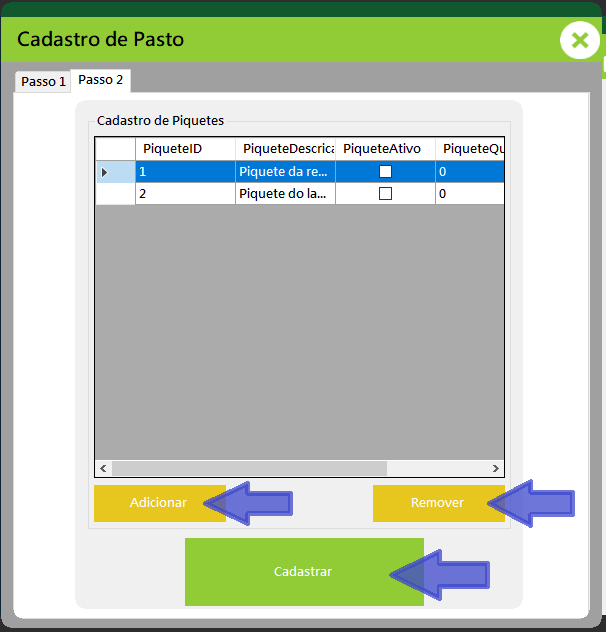 Cadastro de Pasto
Passo 1 Passo 2
Cadastro de Piquetes
PiqueteID PiqueteDescrica PiqueteAtivo PiqueteQu
1 Piquete da re... 0
2 Piquete do la... 0
Adicionar Remover
Cadastrar